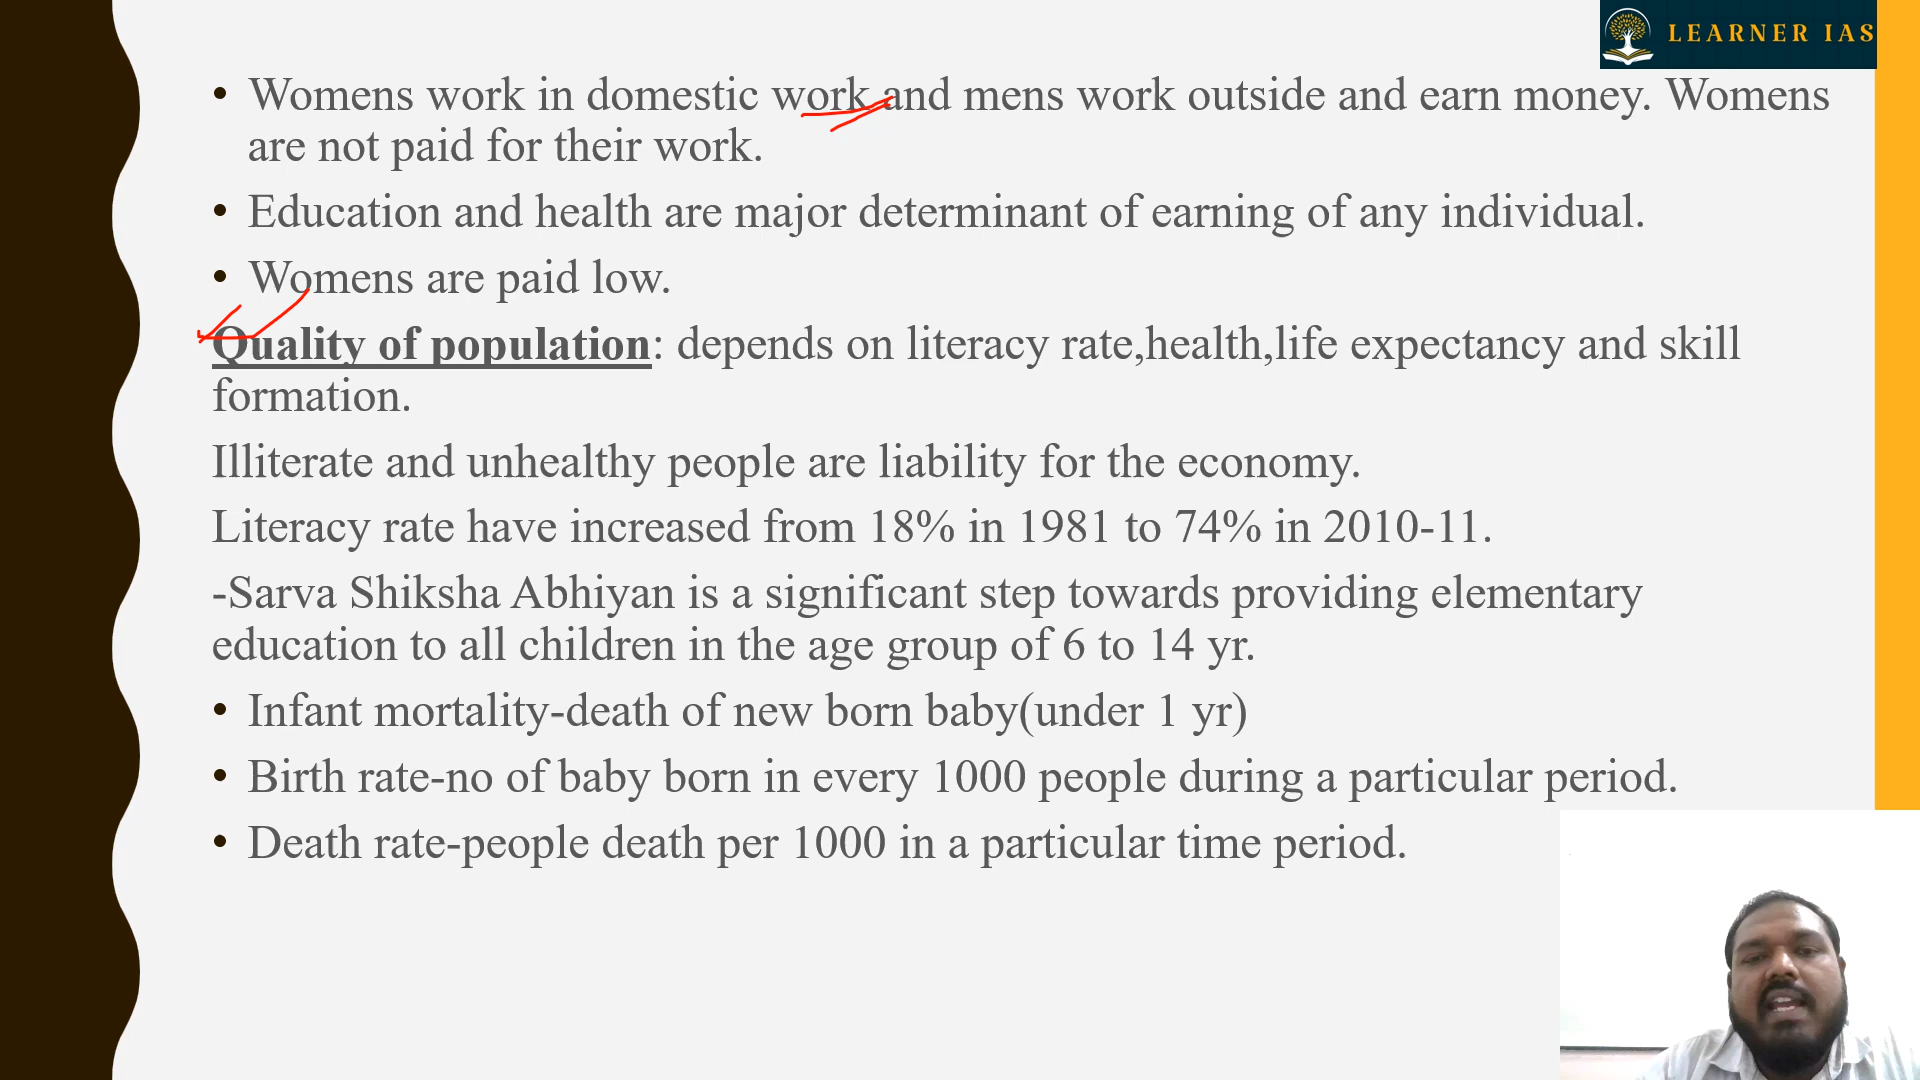 LEARNER IAS
• Womens work in domestic work and mens work outside and earn money. Womens
are not paid for their work.
• Education and health are major determinant of earning of any individual.
• Womens are paid low.
Quality of population: depends on literacy rate,health,life expectancy and skill
formation.
Illiterate and unhealthy people are liability for the economy.
Literacy rate have increased from 18% in 1981 to 74% in 2010-11.
-Sarva Shiksha Abhiyan is a significant step towards providing elementary
education to all children in the age group of 6 to 14 yr.
• Infant mortality-death of new born baby(under 1 yr)
• Birth rate-no of baby born in every 1000 people during a particular period.
• Death rate-people death per 1000 in a particular time period.